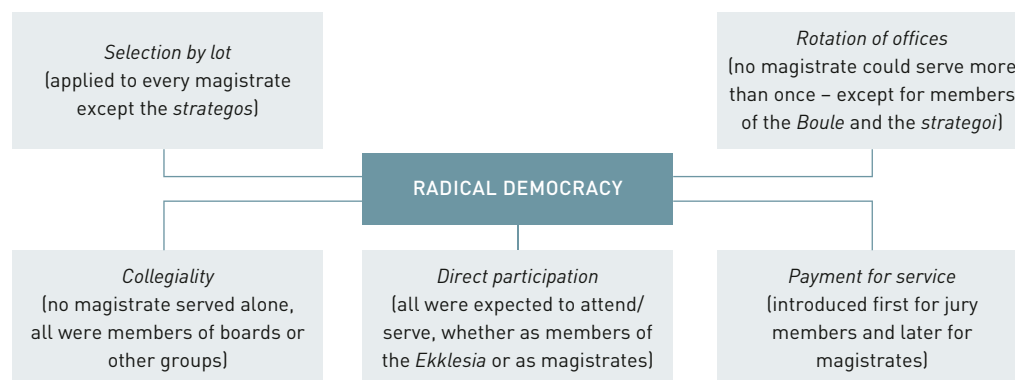 Selection by lot
(applied to every magistrate
except the strategos)
Rotation of offices
(no magistrate could serve more
than once – except for members
of the Boule and the strategoi)
RADICAL DEMOCRACY
Collegiality
(no magistrate served alone,
all were members of boards or
other groups)
Direct participation
(all were expected to attend/
serve, whether as members of
the Ekklesia or as magistrates)
Payment for service
(introduced first for jury
members and later for
magistrates)